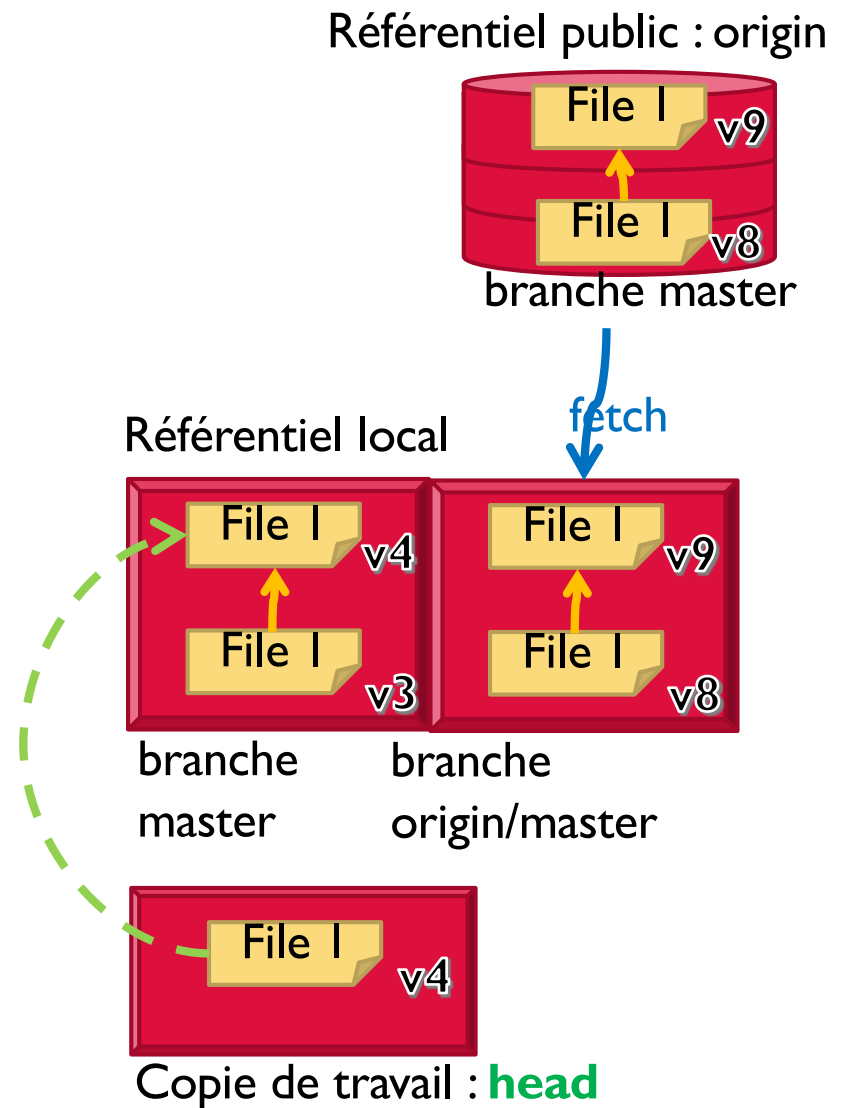 Référentiel public : origin
File 1
v9
File 1
v8
branche master
fetch
Référentiel local
File 1
v4
File 1
v9
File 1
v3
File 1
v8
branche
master
branche
origin/master
File 1
v4
Copie de travail : head